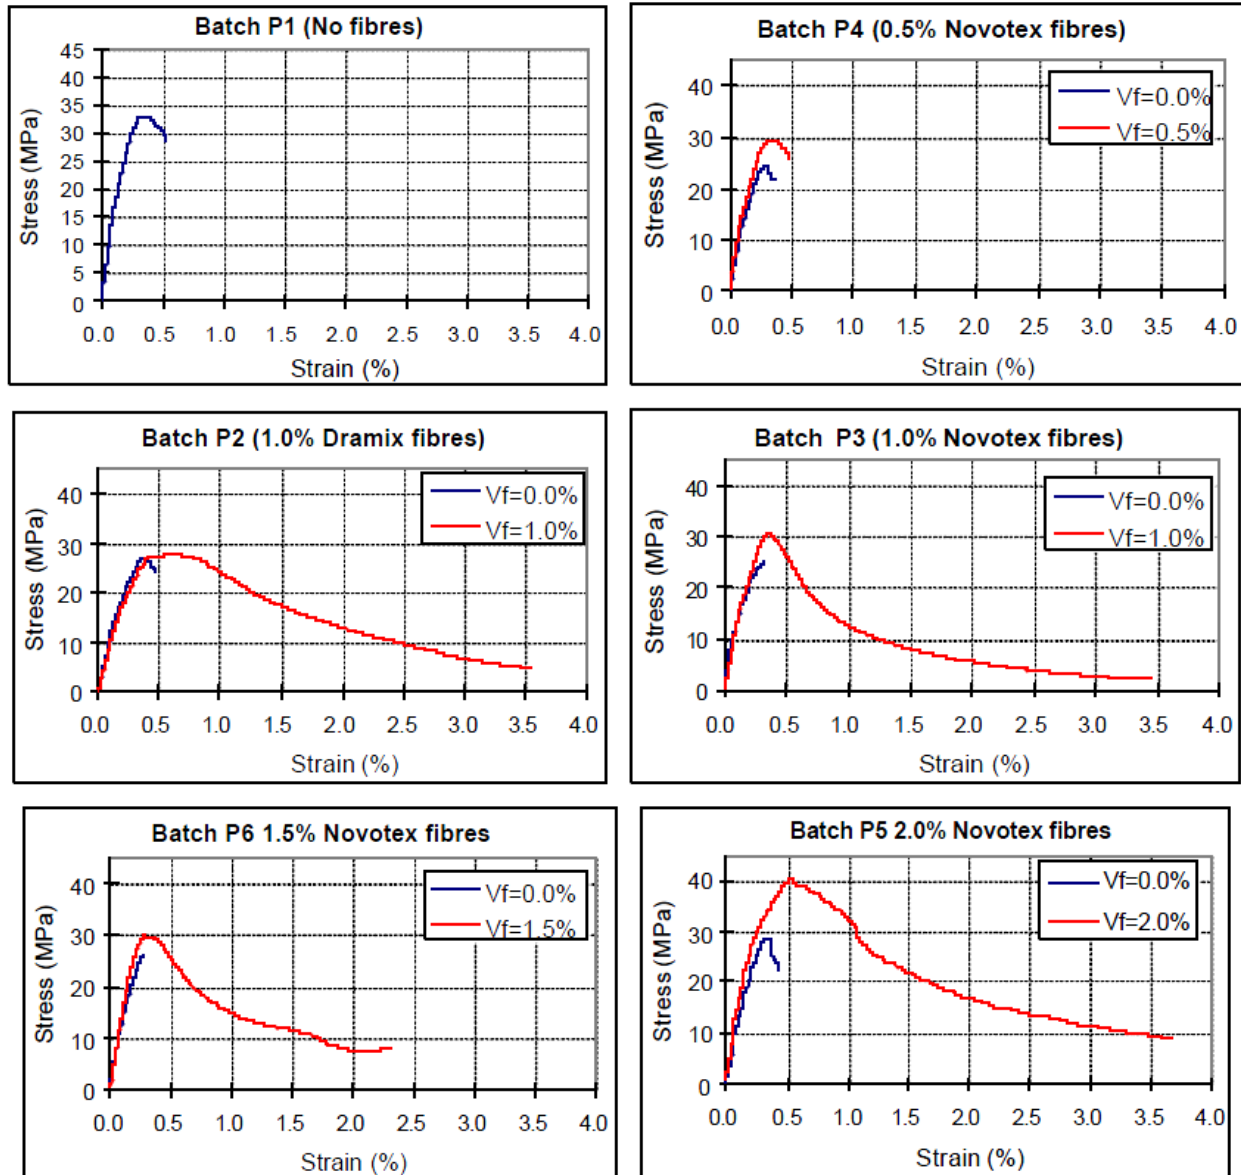 Batch P1 (No fibres)
Stress (MPa)
45
40
35
30
25
20
15
10
5
0
0.0 0.5 1.0 1.5 2.0 2.5 3.0 3.5 4.0
Strain (%)
Batch P4 (0.5% Novotex fibres)
Vf=0.0%
Vf=0.5%
Stress (MPa)
40
30
20
10
0
0.0 0.5 1.0 1.5 2.0 2.5 3.0 3.5 4.0
Strain (%)
Batch P2 (1.0% Dramix fibres)
Vf=0.0%
Vf=1.0%
Stress (MPa)
40
30
20
10
0
0.0 0.5 1.0 1.5 2.0 2.5 3.0 3.5 4.0
Strain (%)
Batch P3 (1.0% Novotex fibres)
Vf=0.0%
Vf=1.0%
Stress (MPa)
40
30
20
10
0
0.0 0.5 1.0 1.5 2.0 2.5 3.0 3.5 4.0
Strain (%)
Batch P6 1.5% Novotex fibres
Vf=0.0%
Vf=1.5%
Stress (MPa)
40
30
20
10
0
0.0 0.5 1.0 1.5 2.0 2.5 3.0 3.5 4.0
Strain (%)
Batch P5 2.0% Novotex fibres
Vf=0.0%
Vf=2.0%
Stress (MPa)
40
30
20
10
0
0.0 0.5 1.0 1.5 2.0 2.5 3.0 3.5 4.0
Strain (%)